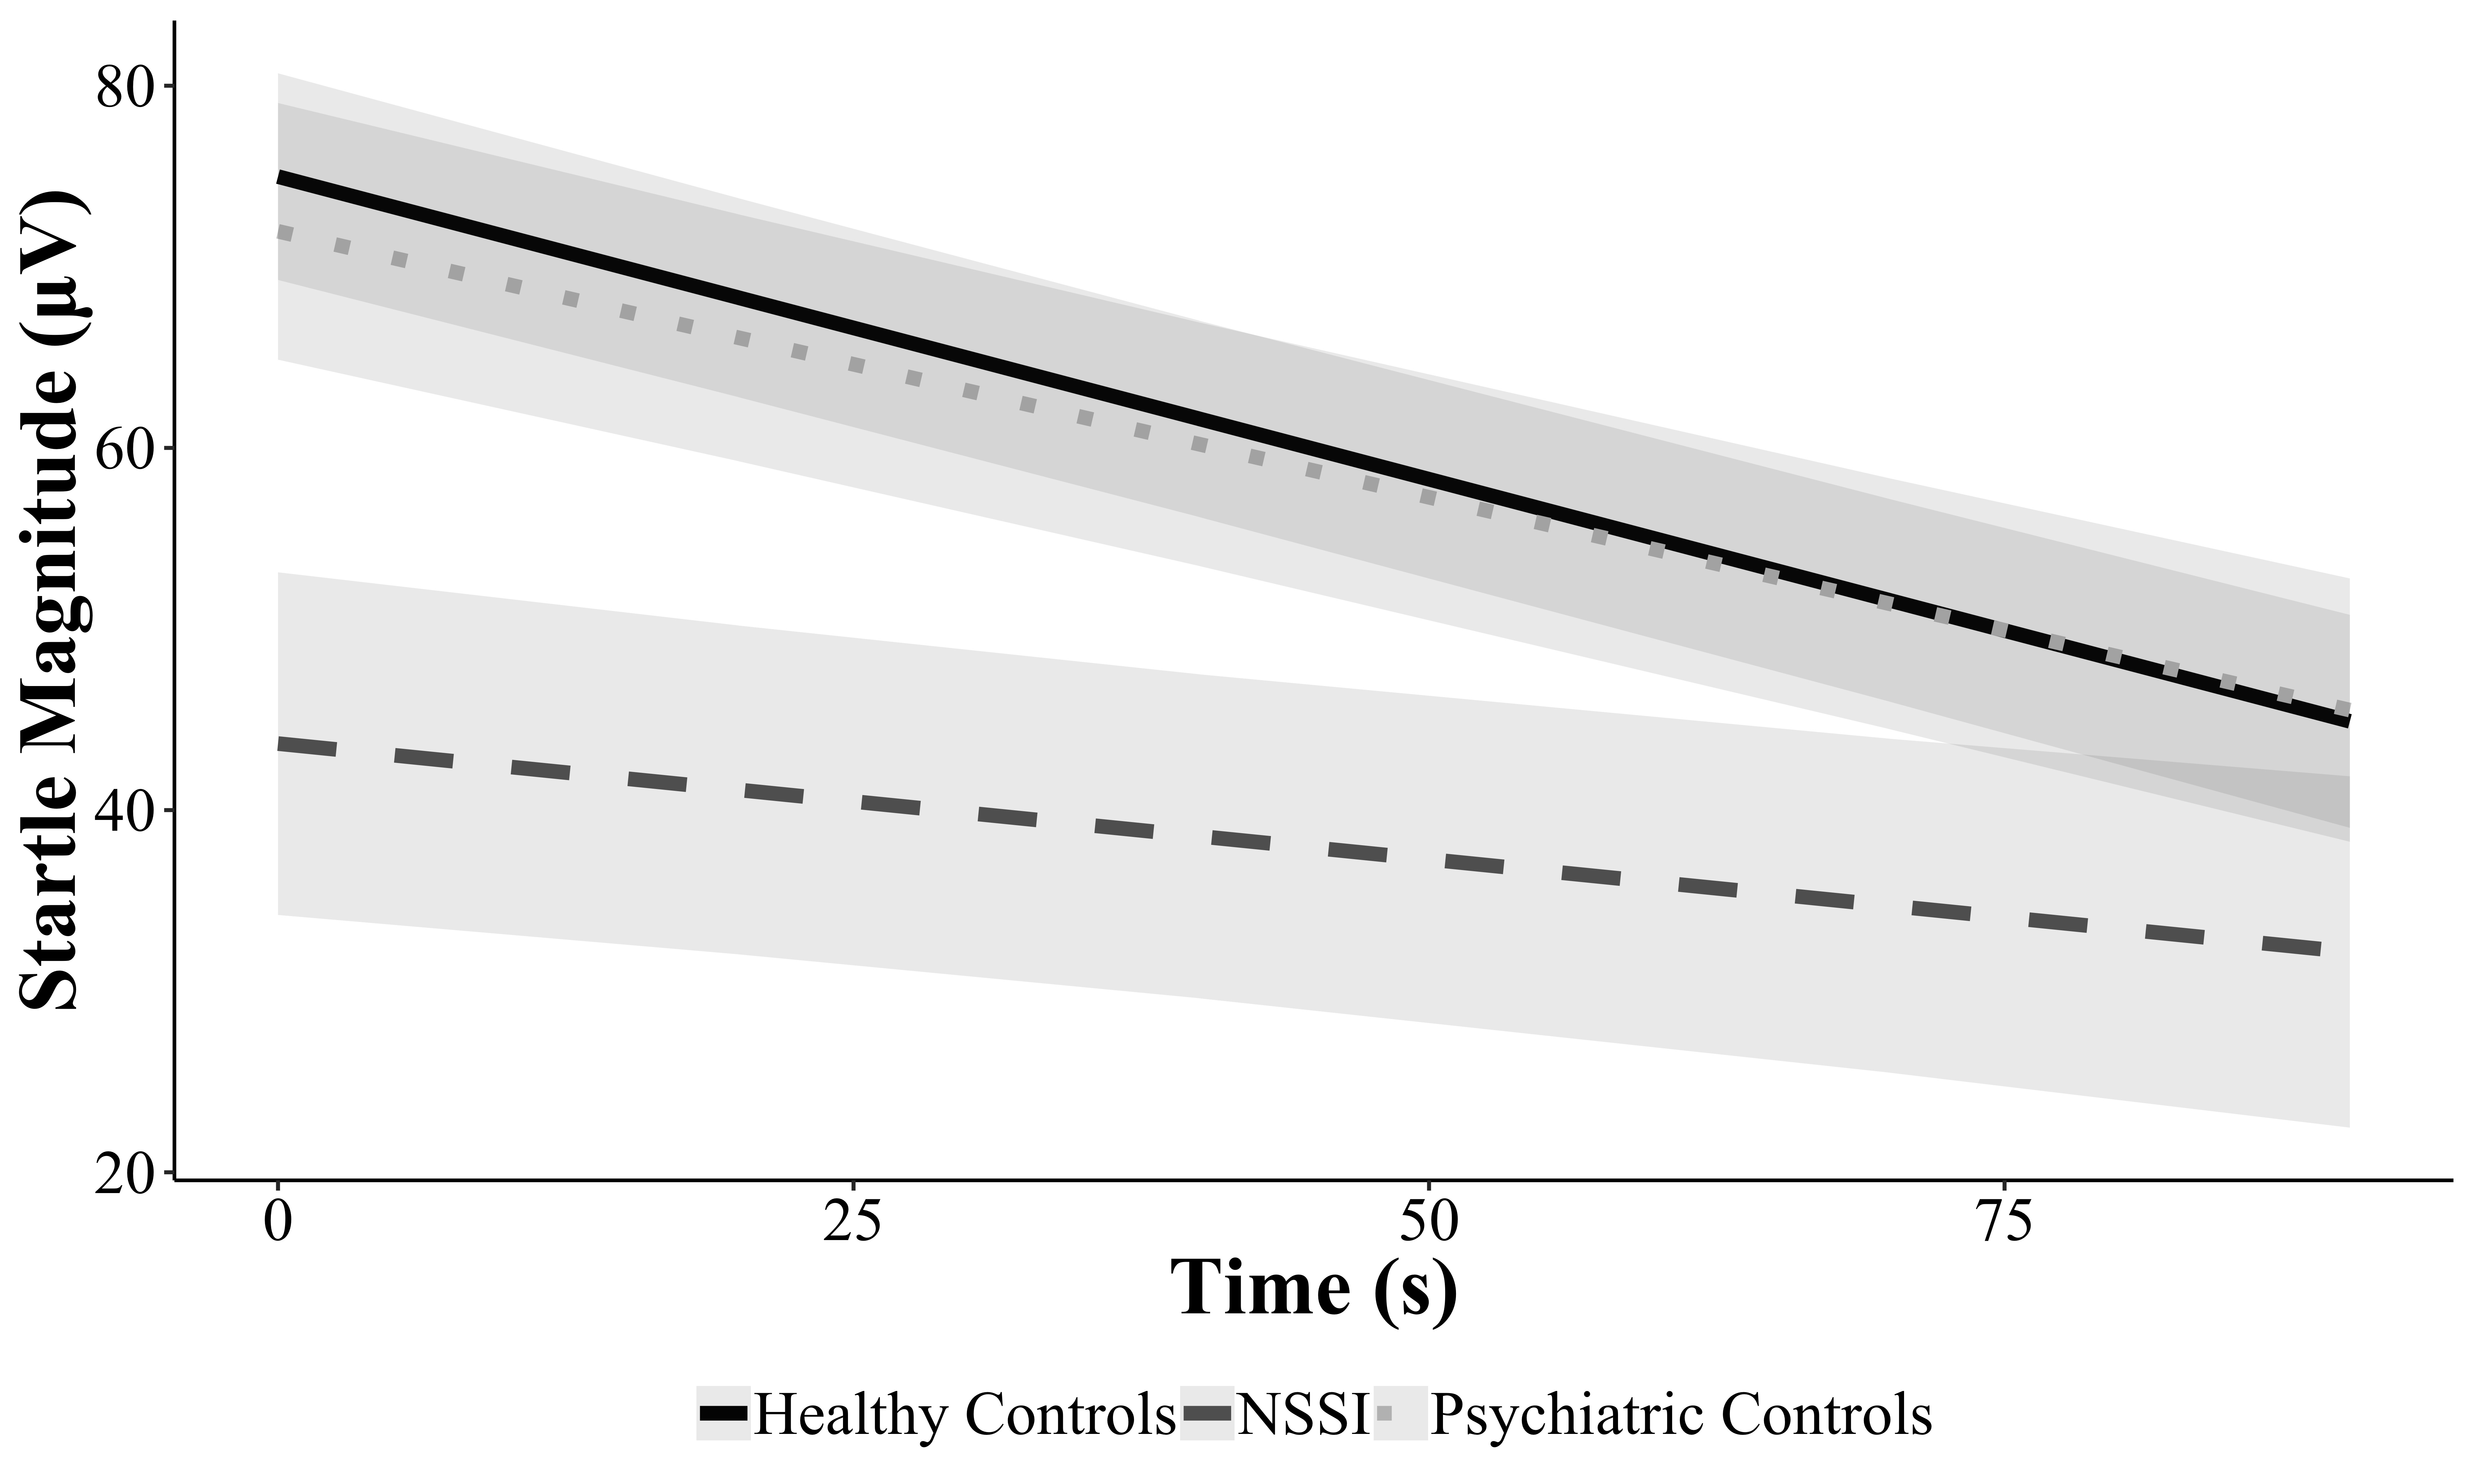 Startle Magnitude (µV)
80
60
40
20
0 25 50 75
Time (s)
Healthy Controls NSSI Psychiatric Controls